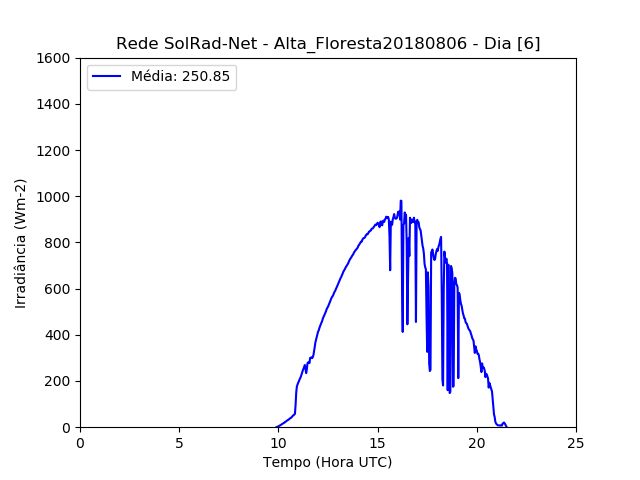 Rede SolRad-Net - Alta_Floresta20180806 - Dia [6]
Média: 250.85
1600
1400
1200
1000
800
600
400
200
0
Irradiância (Wm-2)
0 5 10 15 20 25
Tempo (Hora UTC)